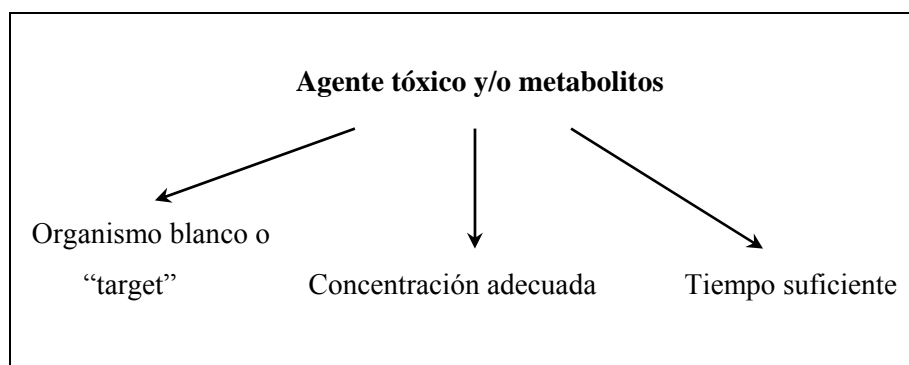 Agente tóxico y/o metabolitos
Organismo blanco o
“target”
Concentración adecuada
Tiempo suficiente